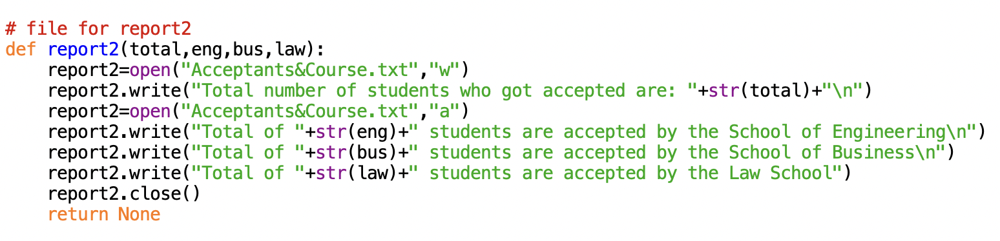 # file for report2
def report2(total,eng,bus,law):
    report2=open("Acceptants&Course.txt","w")
    report2.write("Total number of students who got accepted are: "+str(total)+"\n")
    report2=open("Acceptants&Course.txt","a")
    report2.write("Total of "+str(eng)+" students are accepted by the School of Engineering\n")
    report2.write("Total of "+str(bus)+" students are accepted by the School of Business\n")
    report2.write("Total of "+str(law)+" students are accepted by the Law School")
    report2.close()
    return None